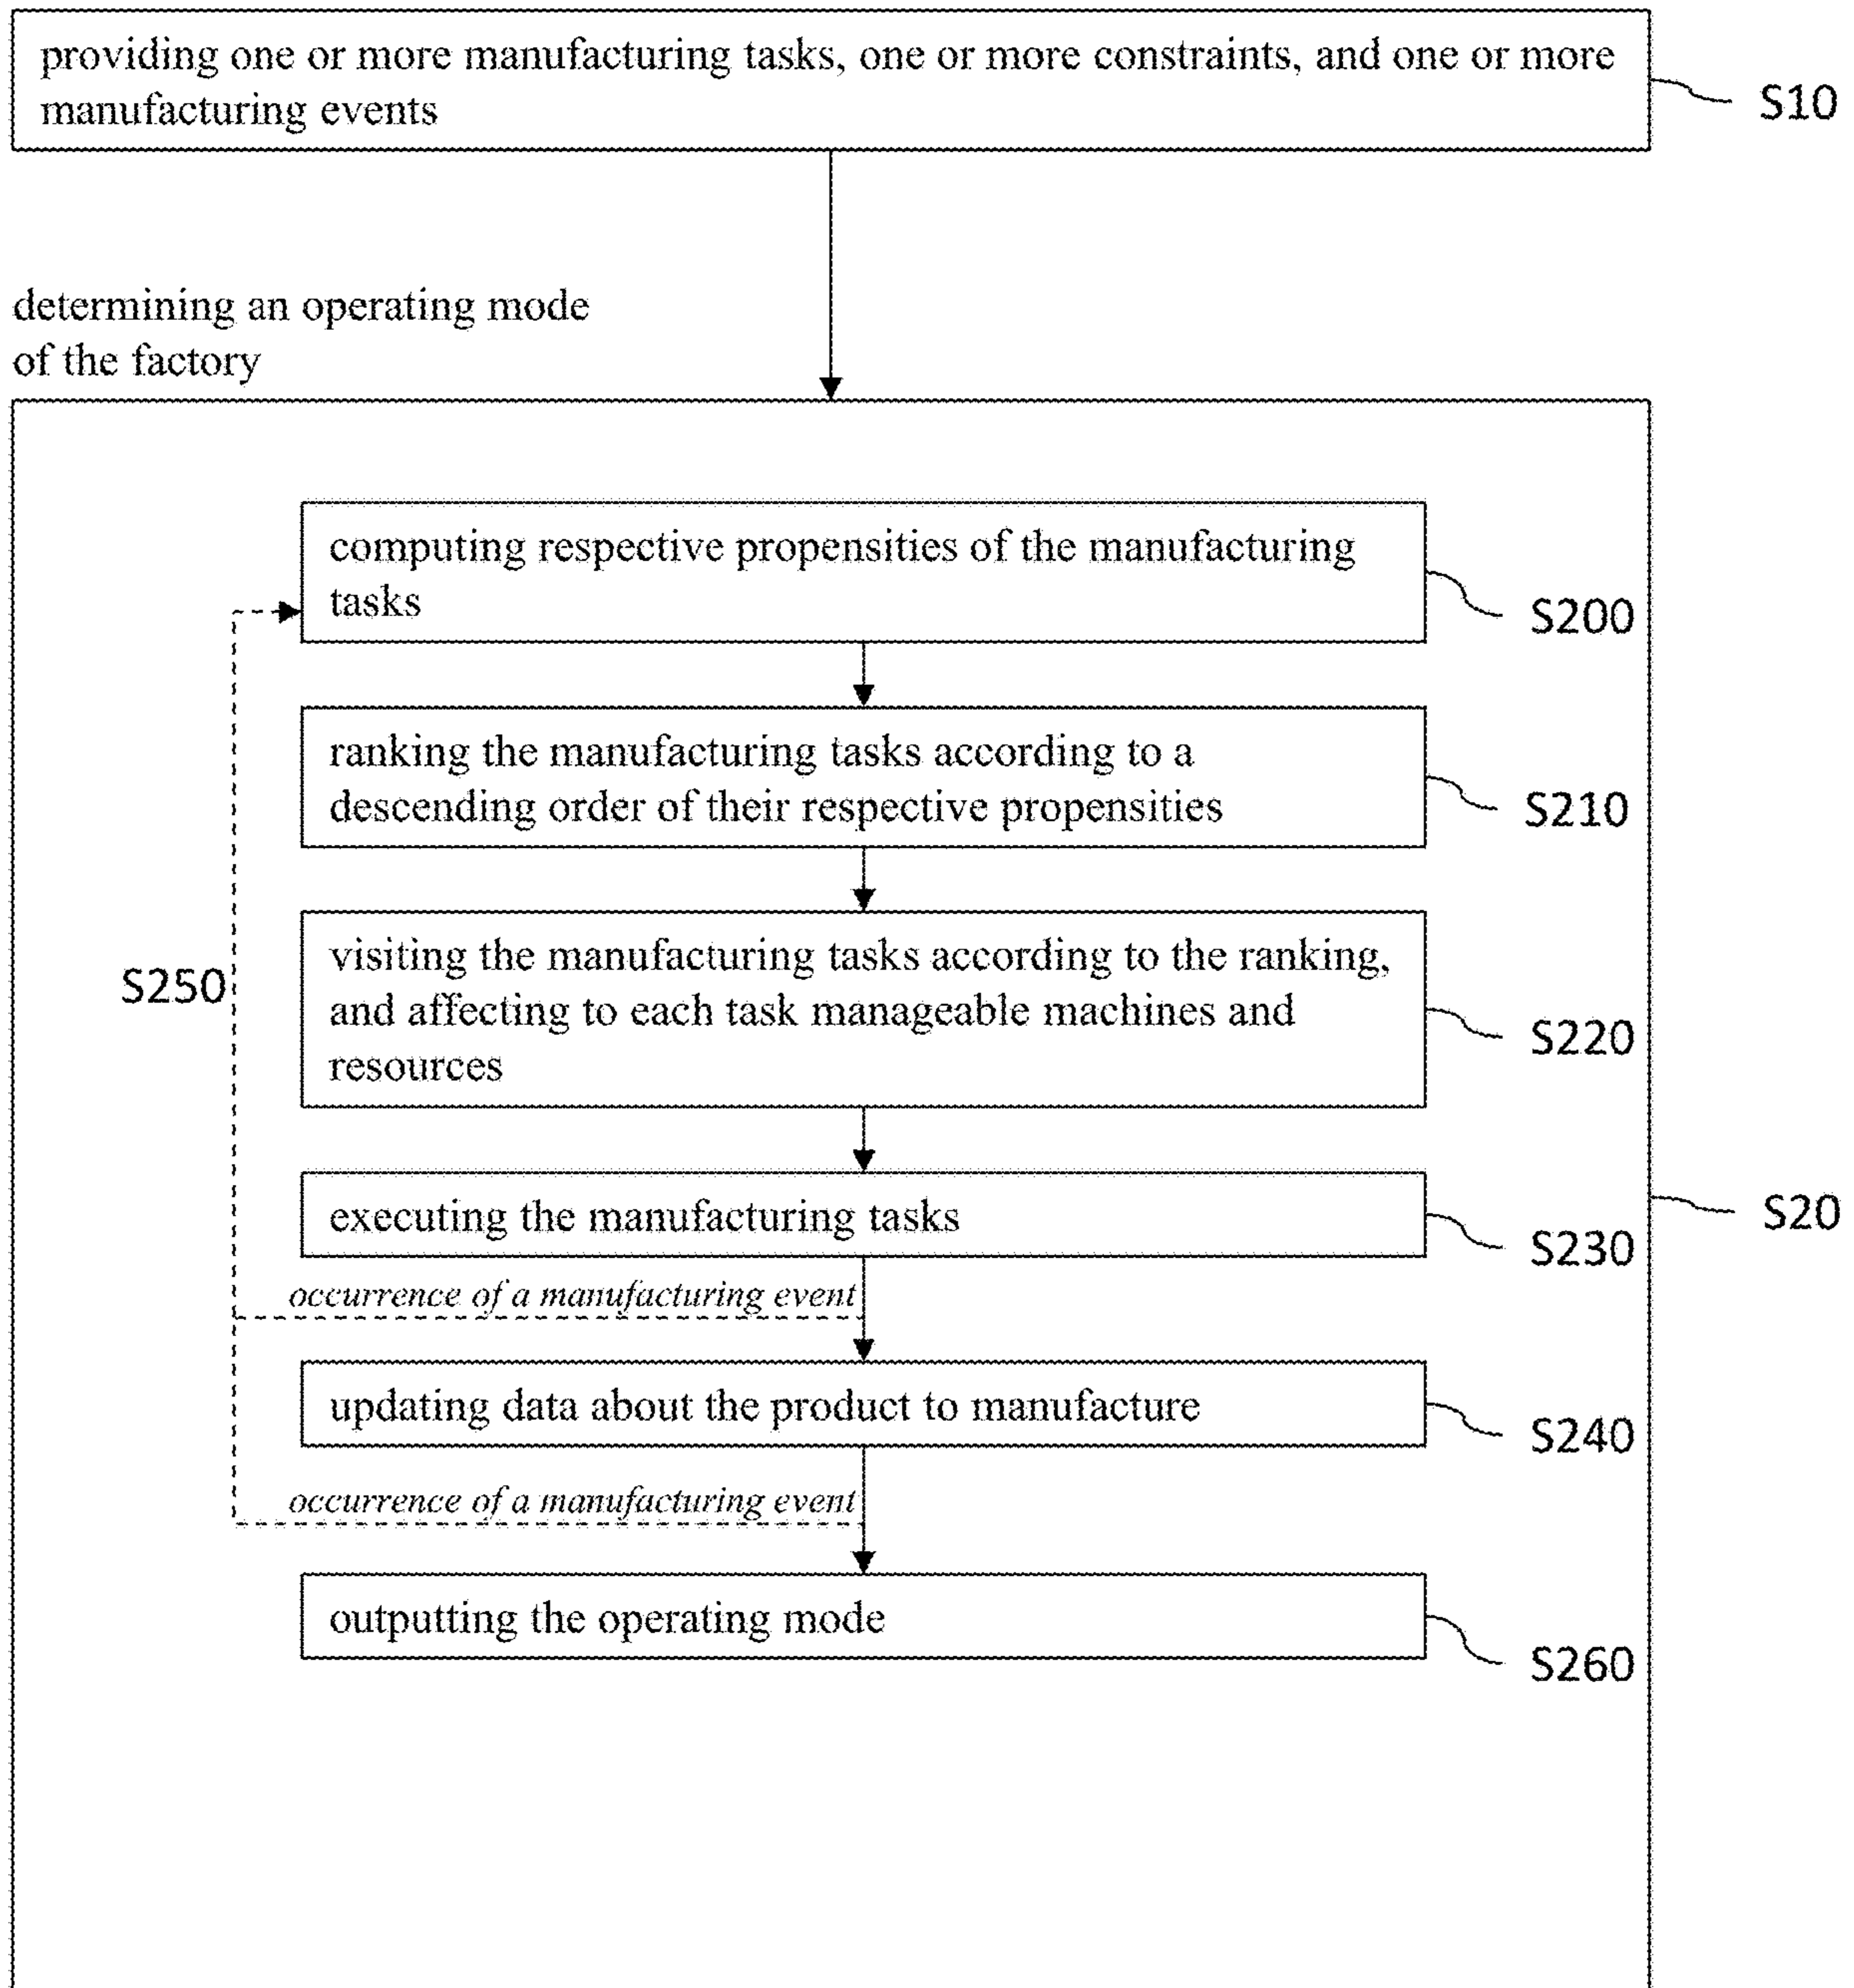 providing one or more manufacturing tasks, one or more constraints, and one or more
manufacturing events
S10
determining an operating mode
of the factory
computing respective propensities of the manufacturing
tasks
S200
ranking the manufacturing tasks according to a
descending order of their respective propensities
S210
visiting the manufacturing tasks according to the ranking,
and affecting to each task manageable machines and
resources
S250
S220
executing the manufacturing tasks
S20
S230
occurrence of a manufacturing event
updating data about the product to manufacture
S240
occurrence of a manufacturing event
outputting the operating mode
S260